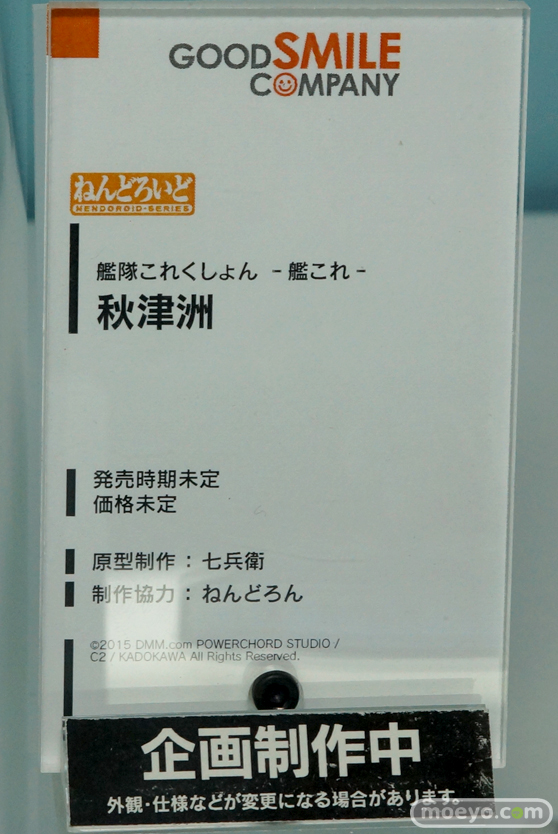 GOODSMILE
COMPANY
ねんどろいど
NENDOROID-SERIES
艦隊これくしょん -艦これ-
秋津洲
発売時期未定
価格未定
原型制作：七兵衛
制作協力：ねんどろん
©2015 DMM.com POWERCHORD STUDIO /
C2 / KADOKAWA All Rights Reserved.
企画制作中
外観・仕様などが変更になる場合があります。
moeyo.com